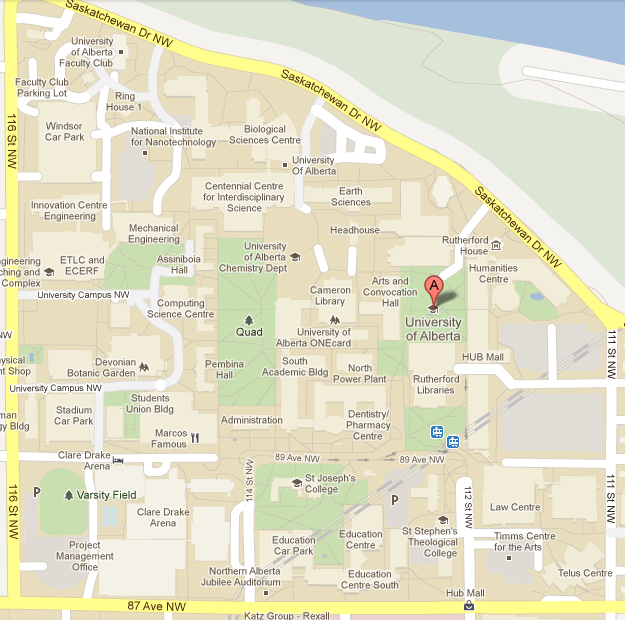 Saskatchewan Dr NW
University
of Alberta
Faculty Club
Faculty Club
Parking Lot
Ring
House 1
Saskatchewan Dr NW
116 St NW
Windsor
Car Park
National Institute
for Nanotechnology
Biological
Sciences Centre
University
Of Alberta
Centennial Centre
for Interdisciplinary
Science
Earth
Sciences
Saskatchewan Dr NW
Innovation Centre
Engineering
Mechanical
Engineering
Headhouse
Rutherford
House
University
of Alberta
Chemistry Dept
Assiniboia
Hall
ETLC and
ECERF
Engineering
ching and
Complex
Humanities
Centre
University Campus NW
Cameron
Library
Arts and
Convocation
Hall
A
Computing
Science Centre
Quad
University of
Alberta ONEcard
University
of Alberta
111 St NW
HUB Mall
Physical
nt Shop
Devonian
Botanic Garden
Pembina
Hall
South
Academic Bldg
North
Power Plant
Rutherford
Libraries
University Campus NW
Students
Union Bldg
Stadium
Car Park
man
gy Bldg
Administration
Dentistry/
Pharmacy
Centre
Marcos
Famous
Clare Drake
Arena
89 Ave NW
89 Ave NW
114 St NW
St Joseph's
College
P
Varsity Field
116 St NW
P
112 St NW
111 St NW
Law Centre
Clare Drake
Arena
St Stephen's
Theological
College
Timms Centre
for the Arts
Education
Car Park
Education
Centre
Project
Management
Office
Northern Alberta
Jubilee Auditorium
Education
Centre South
Telus Centre
Hub Mall
87 Ave NW
Katz Group - Rexall